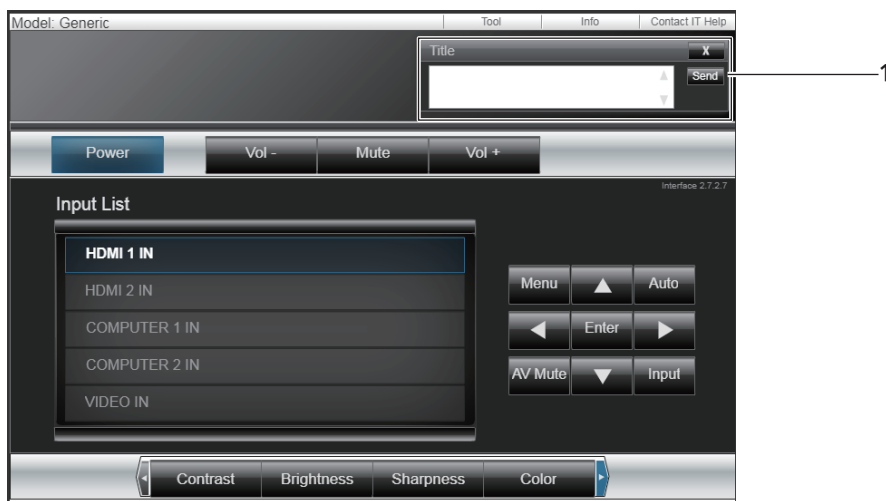 Model: Generic
Tool
Info
Contact IT Help
Title
X
Send
1
Power
Vol -
Mute
Vol +
Interface 2.7.2.7
Input List
HDMI 1 IN
HDMI 2 IN
COMPUTER 1 IN
COMPUTER 2 IN
VIDEO IN
Menu
Auto
Enter
AV Mute
Input
Contrast
Brightness
Sharpness
Color